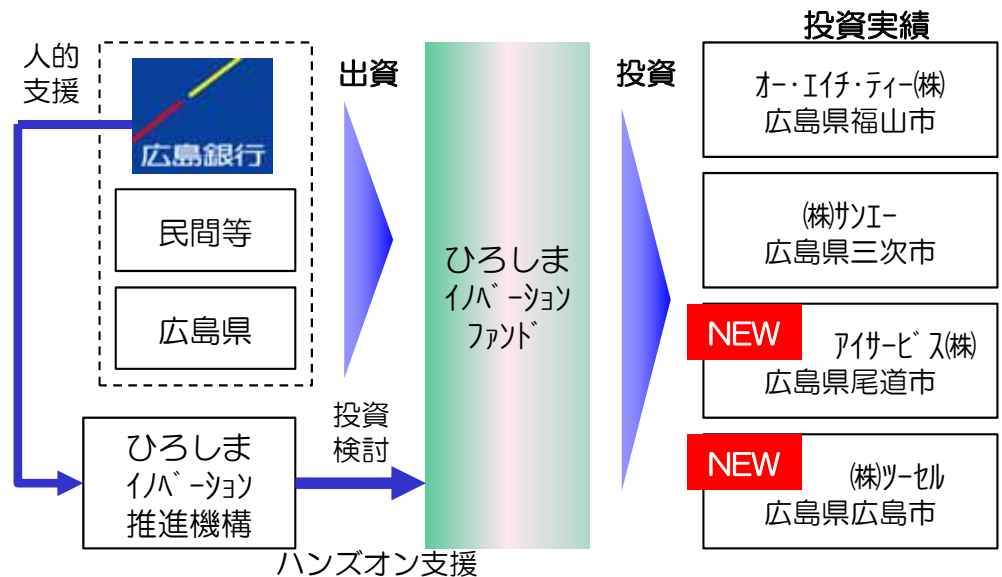 人的
支援
広島銀行
民間等
広島県
ひろしま
ｲﾉﾍﾞｰｼｮﾝ
推進機構
出資
投資
検討
ハンズオン支援
ひろしま
ｲﾉﾍﾞｰｼｮﾝ
ﾌｧﾝﾄﾞ
投資
投資実績
ｵｰ･ｴｲﾁ･ﾃｨｰ㈱
広島県福山市
㈱ｻﾝｴｰ
広島県三次市
NEW
ｱｲｻｰﾋﾞｽ㈱
広島県尾道市
NEW
㈱ﾂｰｾﾙ
広島県広島市